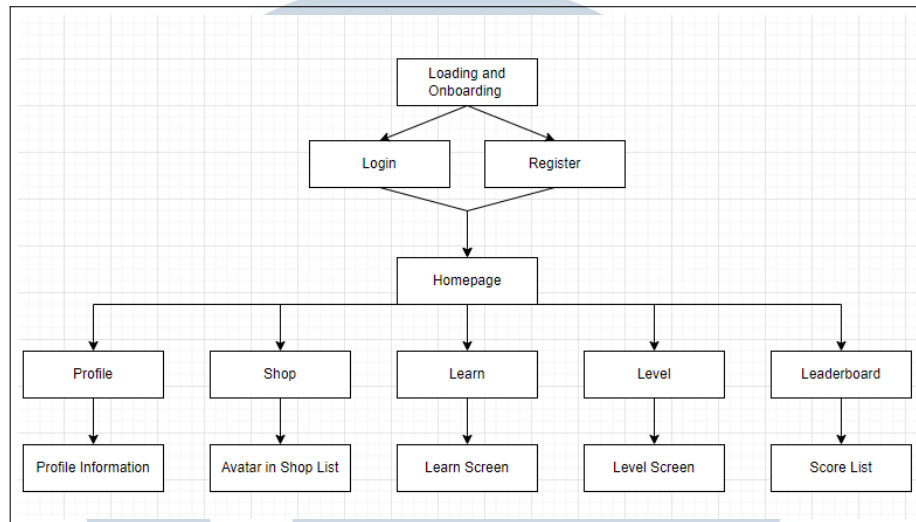 Loading and
Onboarding
Login
Register
Homepage
Profile
Shop
Learn
Level
Leaderboard
Profile Information
Avatar in Shop List
Learn Screen
Level Screen
Score List